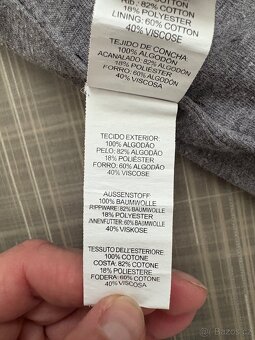 RIB: 82% COTTON
18% POLYESTER
LINING: 60% COTTON
40% VISCOSE
TEJIDO DE CONCHA
100% ALGODÓN
ACANALADO: 82% ALGODÓN
18% POLIÉSTER
FORRO: 60% ALGODÓN
40% VISCOSA
TECIDO EXTERIOR:
100% ALGODÃO
PELO: 82% ALGODÃO
18% POLIÉSTER
FORRO: 60% ALGODÃO
40% VISCOSE
AUSSENSTOFF:
100% BAUMWOLLE
RIPPWARE: 82% BAUMWOLLE
18% POLYESTER
INNENFUTTER: 60% BAUMWOLLE
40% VISKOSE
TESSUTO DELL'ESTERIORE:
100% COTONE
COSTA: 82% COTONE
18% POLIESTERE
FODERA: 60% COTONE
40% VISCOSA